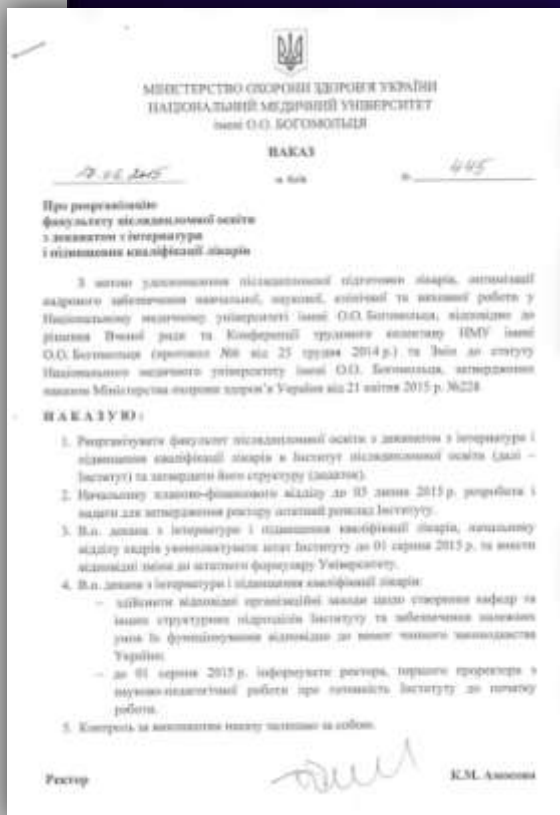 МІНІСТЕРСТВО ОХОРОНИ ЗДОРОВ'Я УКРАЇНИ
НАЦІОНАЛЬНИЙ МЕДИЧНИЙ УНІВЕРСИТЕТ
імені О.О. БОГОМОЛЬЦЯ
НАКАЗ
.06.2015 м. Київ № 445
Про реорганізацію
факультету післядипломної освіти
з деканатом з інтернатури
і підвищення кваліфікації лікарів
З метою удосконалення післядипломної підготовки лікарів, оптимізації
кадрового забезпечення навчальної, наукової, клінічної та виховної роботи у
Національному медичному університеті імені О.О. Богомольця, відповідно до
рішення Вченої ради та Конференції трудового колективу НМУ імені
О.О. Богомольця (протокол №6 від 25 грудня 2014 р.) та Змін до статуту
Національного медичного університету імені О.О. Богомольця, затверджених
наказом Міністерства охорони здоров'я України від 21 квітня 2015 р. №228
НАКАЗУЮ:
1. Реорганізувати факультет післядипломної освіти з деканатом з інтернатури і
підвищення кваліфікації лікарів в Інститут післядипломної освіти (далі –
Інститут) та затвердити його структуру (додаток).
2. Начальнику планово-фінансового відділу до 03 липня 2015 р. розробити і
надати для затвердження ректору штатний розклад Інституту.
3. В.о. декана з інтернатури і підвищення кваліфікації лікарів, начальнику
відділу кадрів укомплектувати штат Інституту до 01 серпня 2015 р. та внести
відповідні зміни до штатного формуляру Університету.
4. В.о. декана з інтернатури і підвищення кваліфікації лікарів:
– здійснити відповідні організаційні заходи щодо створення кафедр та
інших структурних підрозділів Інституту та забезпечення належних
умов їх функціонування відповідно до вимог чинного законодавства
України;
– до 01 серпня 2015 р. інформувати ректора, першого проректора з
науково-педагогічної роботи про готовність Інституту до початку
роботи.
5. Контроль за виконанням наказу залишаю за собою.
Ректор К.М. Амосова